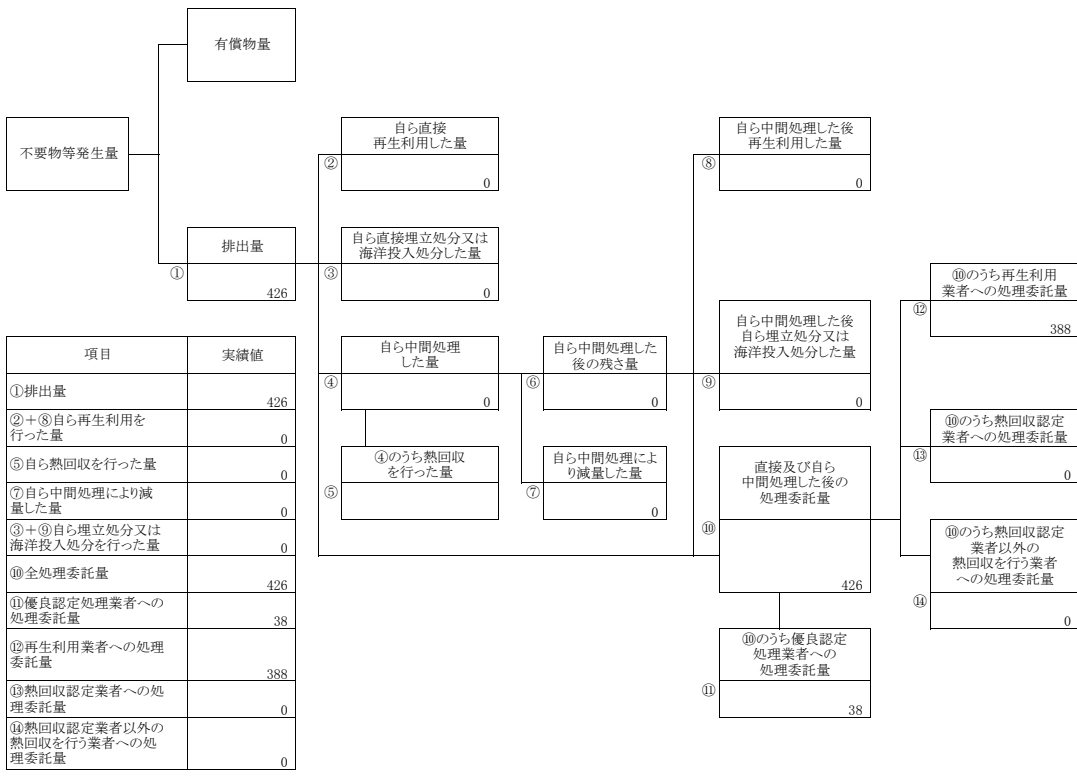 有償物量
不要物等発生量
自ら直接
再生利用した量
②
0
自ら中間処理した後
再生利用した量
⑧
0
排出量
①
426
自ら直接埋立処分又は
海洋投入処分した量
③
0
⑩のうち再生利用
業者への処理委託量
⑫
388
自ら中間処理した後
自ら埋立処分又は
海洋投入処分した量
⑨
0
自ら中間処理
した量
④
0
自ら中間処理した
後の残さ量
⑥
0
④のうち熱回収
を行った量
⑤
自ら中間処理によ
り減量した量
⑦
0
直接及び自ら
中間処理した後の
処理委託量
⑩
426
⑩のうち熱回収認定
業者への処理委託量
⑬
0
⑩のうち熱回収認定
業者以外の
熱回収を行う業者
への処理委託量
⑭
0
⑩のうち優良認定
処理業者への
処理委託量
⑪
38
項目
実績値
①排出量
426
②+⑧自ら再生利用を
行った量
0
⑤自ら熱回収を行った量
0
⑦自ら中間処理により減
量した量
0
③+⑨自ら埋立処分又は
海洋投入処分を行った量
0
⑩全処理委託量
426
⑪優良認定処理業者への
処理委託量
38
⑫再生利用業者への処理
委託量
388
⑬熱回収認定業者への処
理委託量
0
⑭熱回収認定業者以外の
熱回収を行う業者への処
理委託量
0